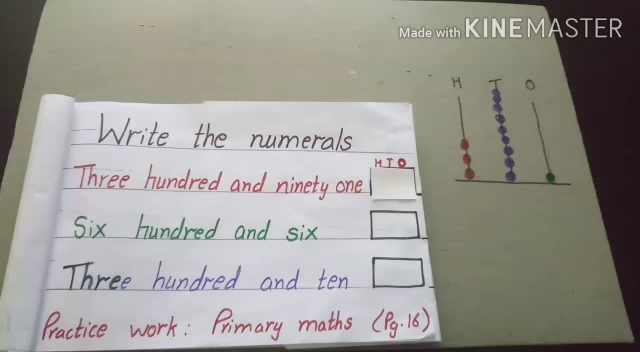 Made with KINEMASTER
H T O
Write the numerals
H T O
Three hundred and ninety one
Six hundred and six
Three hundred and ten
Practice work: Primary maths (Pg.16)